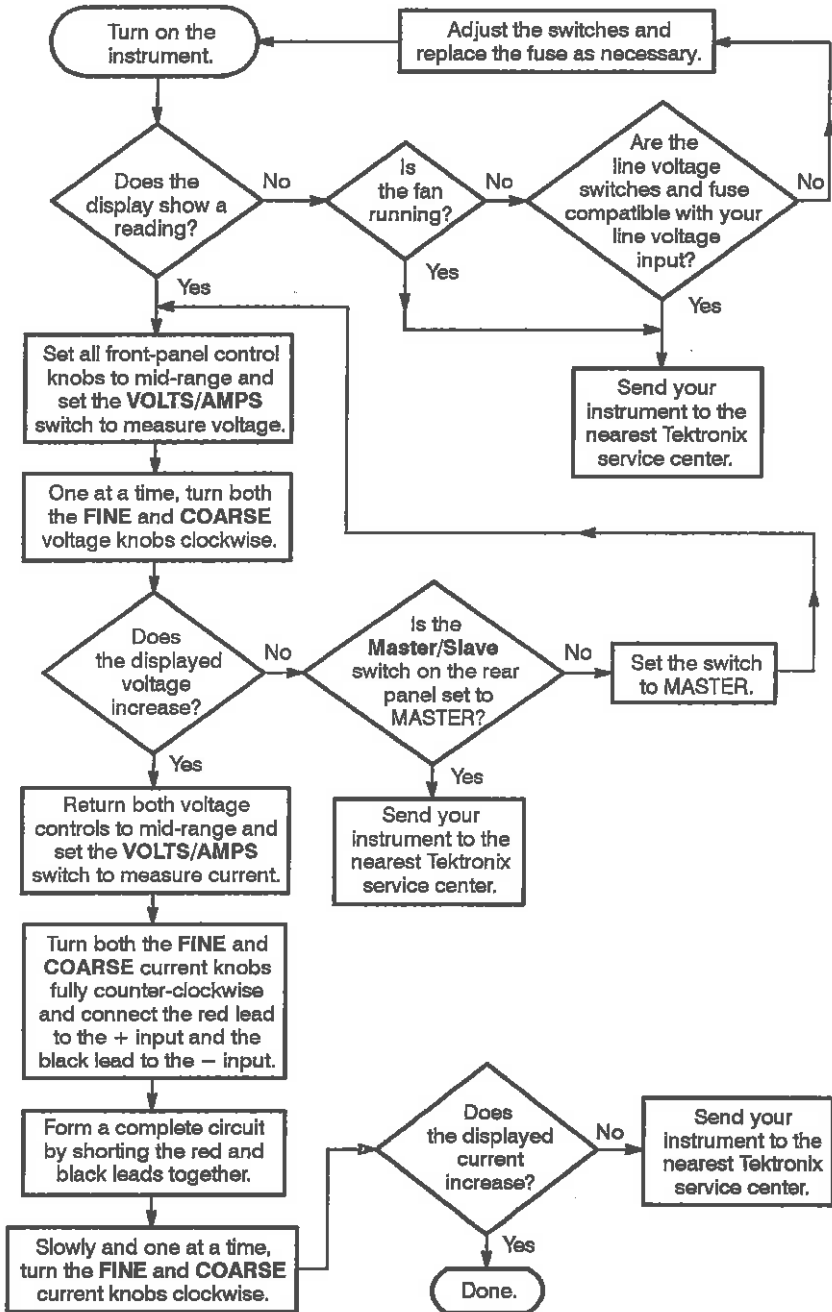 Turn on the
instrument.
Adjust the switches and
replace the fuse as necessary.
Does the
display show a
reading?
No
Is
the fan
running?
No
Are the
line voltage
switches and fuse
compatible with your
line voltage
input?
No
Yes
Yes
Yes
Set all front-panel control
knobs to mid-range and
set the VOLTS/AMPS
switch to measure voltage.
Send your
instrument to the
nearest Tektronix
service center.
One at a time, turn both
the FINE and COARSE
voltage knobs clockwise.
Does
the displayed
voltage
increase?
No
Is the
Master/Slave
switch on the rear
panel set to
MASTER?
No
Set the switch
to MASTER.
Yes
Yes
Return both voltage
controls to mid-range and
set the VOLTS/AMPS
switch to measure current.
Send your
instrument to the
nearest Tektronix
service center.
Turn both the FINE and
COARSE current knobs
fully counter-clockwise
and connect the red lead
to the + input and the
black lead to the − input.
Form a complete circuit
by shorting the red and
black leads together.
Slowly and one at a time,
turn the FINE and COARSE
current knobs clockwise.
Does
the displayed
current
increase?
No
Send your
instrument to the
nearest Tektronix
service center.
Yes
Done.